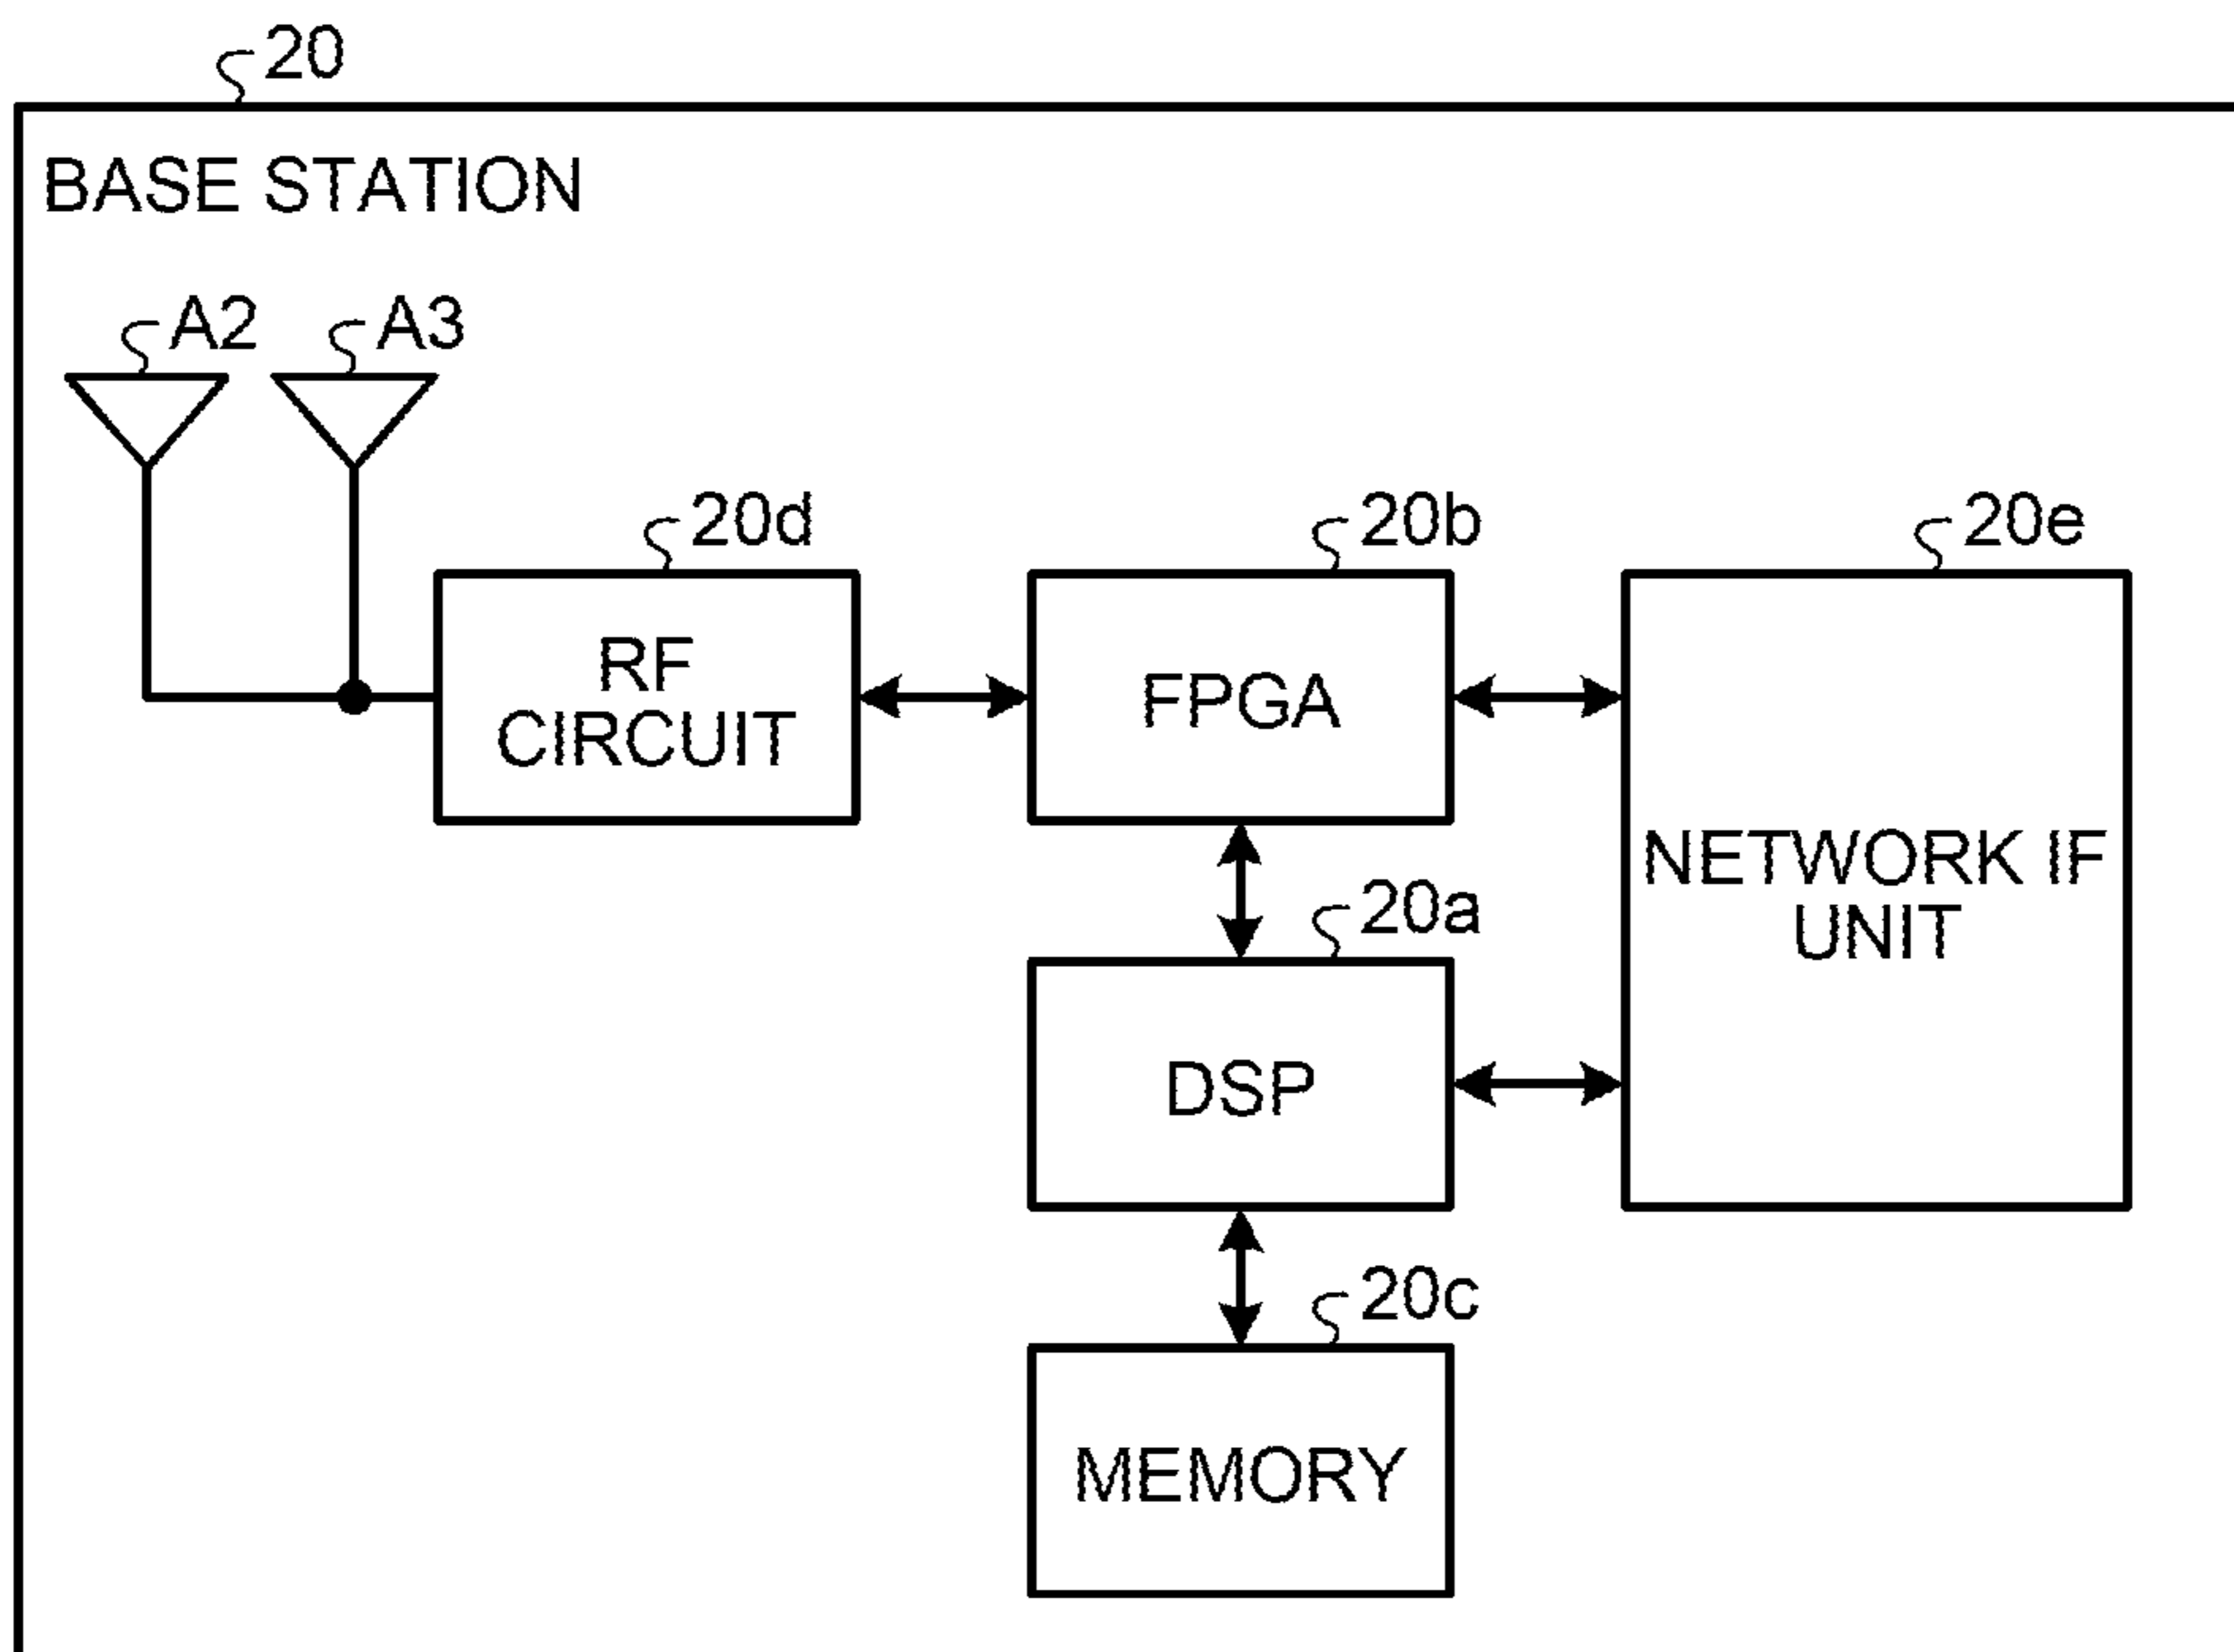 20
BASE STATION
A2
A3
20d
20b
20e
RF
CIRCUIT
FPGA
NETWORK IF
UNIT
20a
DSP
20c
MEMORY